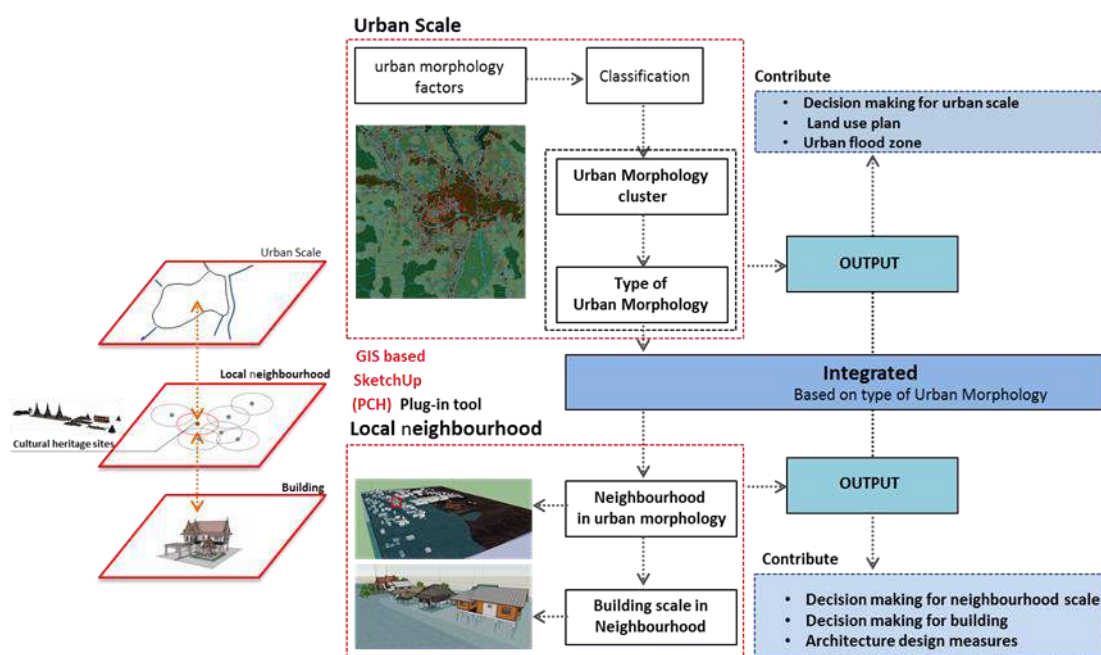 Urban Scale
urban morphology
factors
Classification
Urban Morphology
cluster
Type of
Urban Morphology
Contribute
• Decision making for urban scale
• Land use plan
• Urban flood zone
OUTPUT
Urban Scale
Local neighbourhood
Cultural heritage sites
Building
GIS based
SketchUp
(PCH) Plug-in tool
Integrated
Based on type of Urban Morphology
Local neighbourhood
Neighbourhood
in urban morphology
Building scale in
Neighbourhood
OUTPUT
Contribute
• Decision making for neighbourhood scale
• Decision making for building
• Architecture design measures